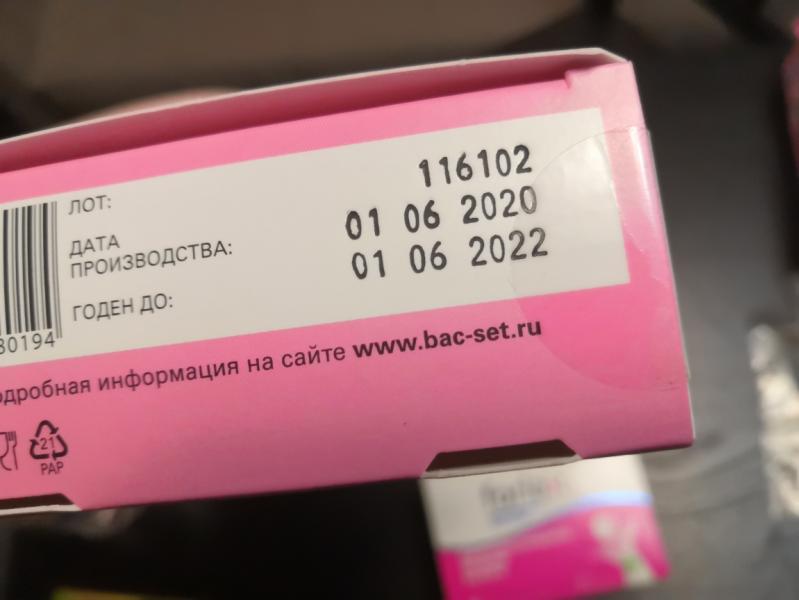 ЛОТ: 116102
ДАТА
ПРОИЗВОДСТВА: 01 06 2020
ГОДЕН ДО: 01 06 2022
80194
одробная информация на сайте www.bac-set.ru
21
PAP